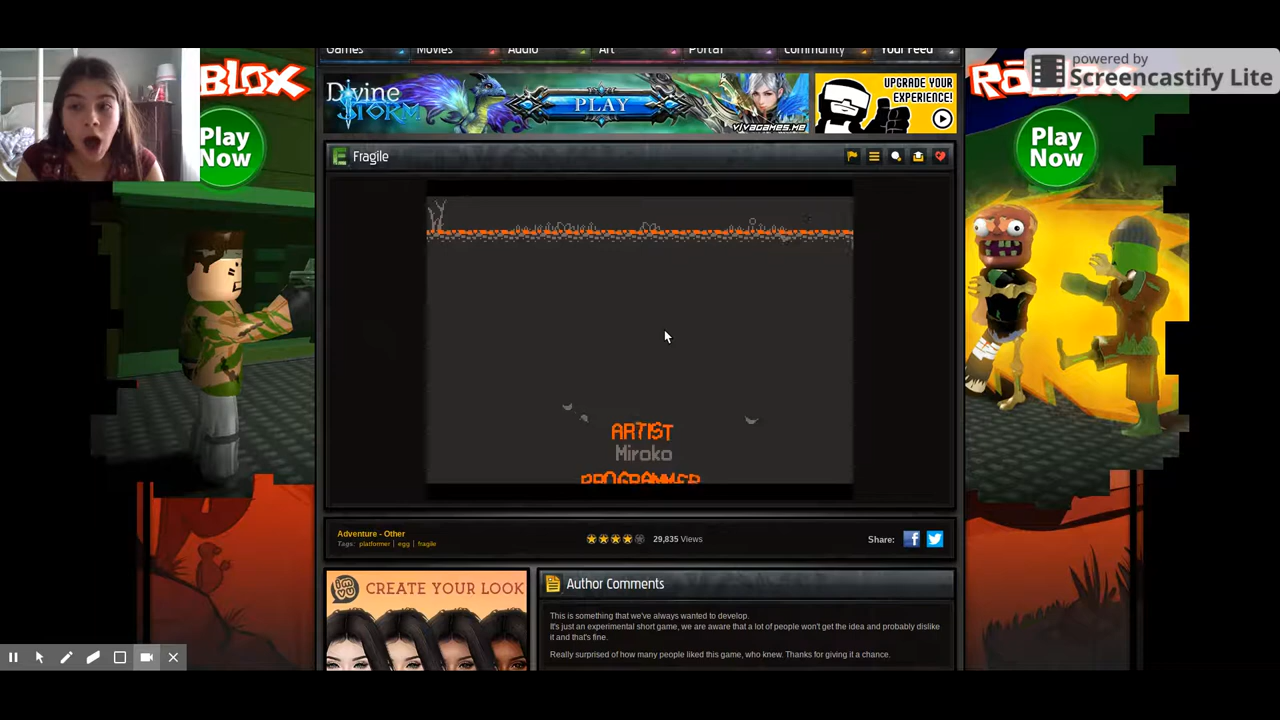 Games Movies Audio Art Portal Community Your Feed
powered by
Screencastify Lite
BLOX
Play
Now
Divine
STORM
PLAY
VIVAGAMES.ME
UPGRADE YOUR
EXPERIENCE!
Play
Now
E Fragile
ARTIST
Miroko
PROGRAMMER
Adventure - Other
Tags: platformer | egg | fragile
29,835 Views
Share:
imvu
CREATE YOUR LOOK
Author Comments
This is something that we've always wanted to develop.
It's just an experimental short game, we are aware that a lot of people won't get the idea and probably dislike
it and that's fine.
Really surprised of how many people liked this game, who knew. Thanks for giving it a chance.